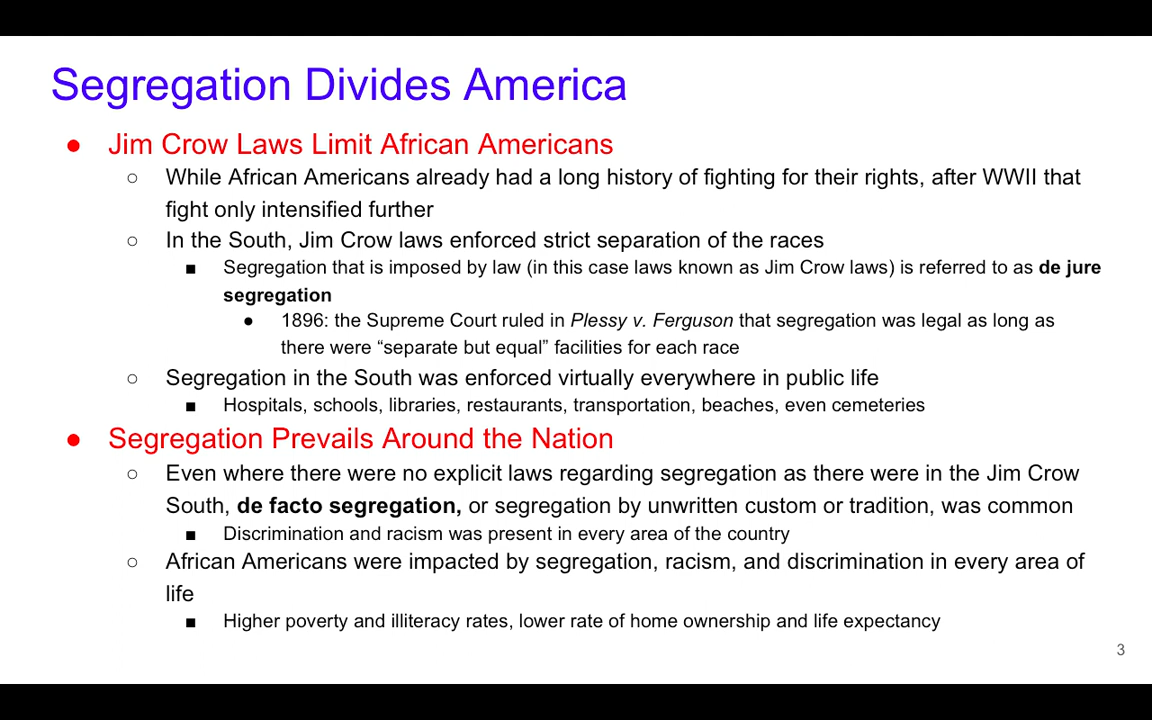 Segregation Divides America
● Jim Crow Laws Limit African Americans
○ While African Americans already had a long history of fighting for their rights, after WWII that
fight only intensified further
○ In the South, Jim Crow laws enforced strict separation of the races
■ Segregation that is imposed by law (in this case laws known as Jim Crow laws) is referred to as de jure
segregation
● 1896: the Supreme Court ruled in Plessy v. Ferguson that segregation was legal as long as
there were “separate but equal” facilities for each race
○ Segregation in the South was enforced virtually everywhere in public life
■ Hospitals, schools, libraries, restaurants, transportation, beaches, even cemeteries
● Segregation Prevails Around the Nation
○ Even where there were no explicit laws regarding segregation as there were in the Jim Crow
South, de facto segregation, or segregation by unwritten custom or tradition, was common
■ Discrimination and racism was present in every area of the country
○ African Americans were impacted by segregation, racism, and discrimination in every area of
life
■ Higher poverty and illiteracy rates, lower rate of home ownership and life expectancy
3